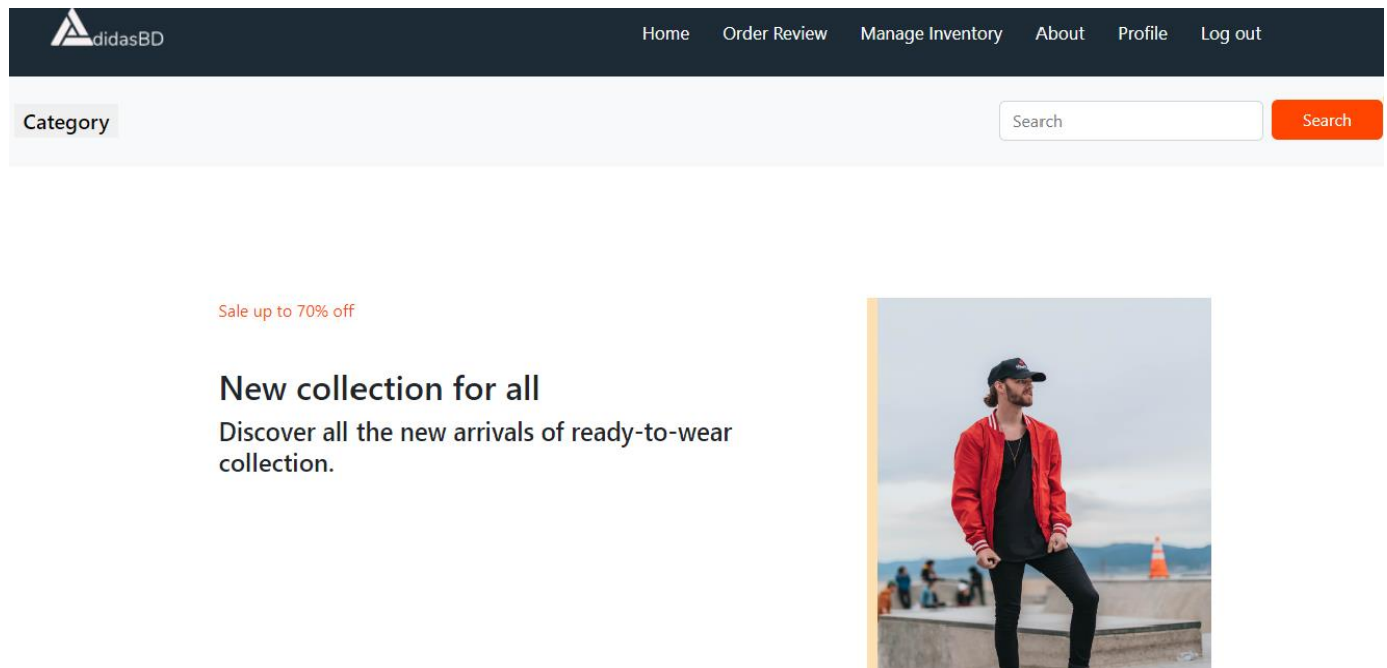 AdidasBD
Home Order Review Manage Inventory About Profile Log out
Category
Search Search
Sale up to 70% off
New collection for all
Discover all the new arrivals of ready-to-wear
collection.